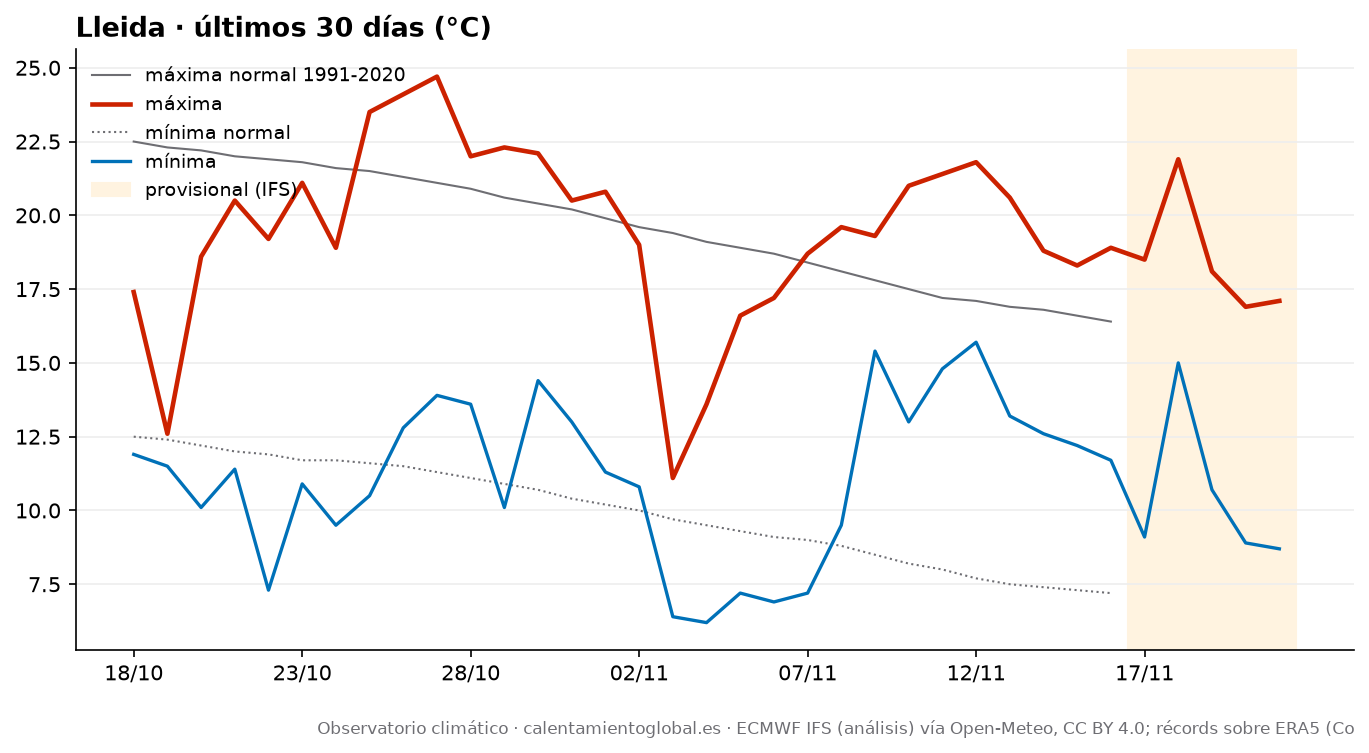 Lleida · últimos 30 días (°C)
máxima normal 1991-2020
máxima
mínima normal
mínima
provisional (IFS)
25.0
22.5
20.0
17.5
15.0
12.5
10.0
7.5
18/10 23/10 28/10 02/11 07/11 12/11 17/11
Observatorio climático · calentamientoglobal.es · ECMWF IFS (análisis) vía Open-Meteo, CC BY 4.0; récords sobre ERA5 (Co